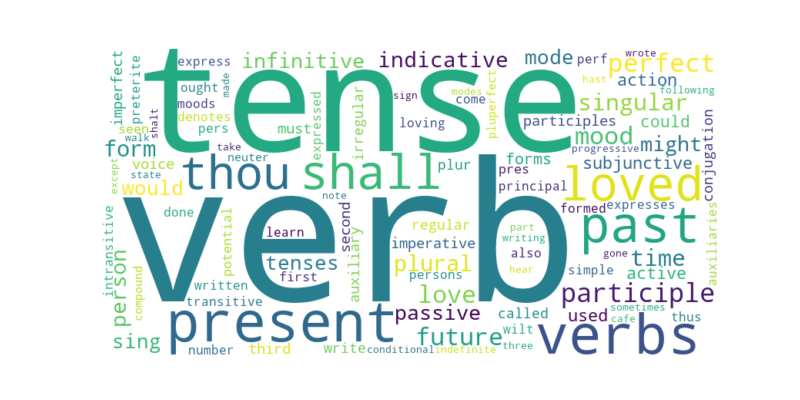 imperfect
preterite
express
ought
moods
denotes
pers
made
tense
infinitive
indicative
mode
perf
wrote
perfect
action
hast
modes
following
sign
pluperfect
come
singular
participles
could
seen
walk
shalt
form
voice
take
neuter
state
except
would
thou
must
expressed
irregular
loving
shall
plur
forms
pres
principal
mood
might
progressive
subjunctive
conjugation
loved
formed
expresses
verb
note
done
learn
second
regular
imperative
part
writing
past
intransitive
person
compound
potential
tenses
first
auxiliary
plural
persons
love
also
hear
gone
time
simple
active
auxiliaries
written
transitive
present
passive
called
participle
used
sometimes
cafe
thus
future
wilt
three
verbs
sing
number
third
write
conditional
indefinite